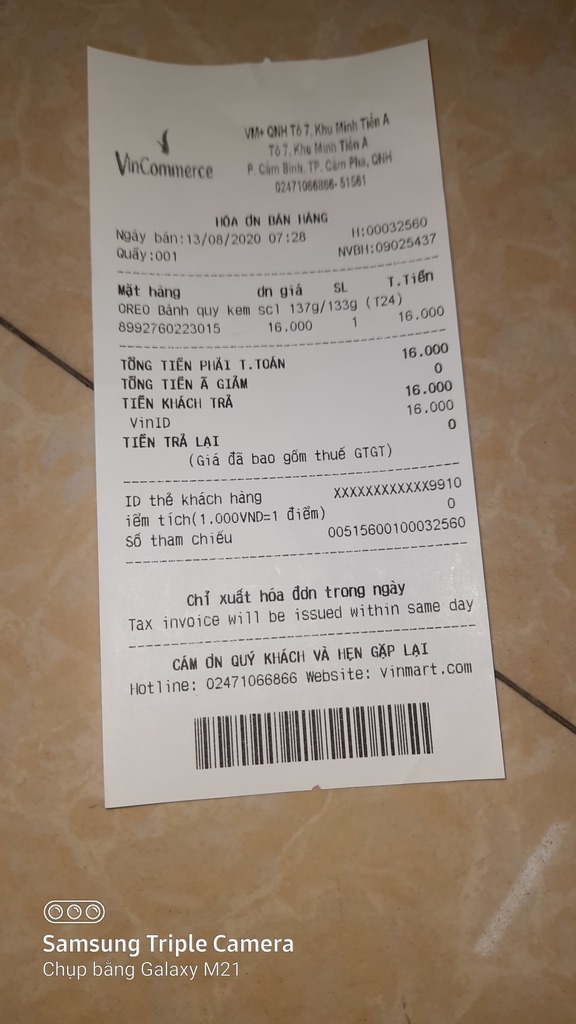 VinCommerce
VM+ QNH Tổ 7, Khu Minh Tiến A
Tổ 7, Khu Minh Tiến A
P. Cẩm Bình, TP. Cẩm Phả, QNH
02471066866-51561
HÓA ƠN BÁN HÀNG
Ngày bán:13/08/2020 07:28 H:00032560
Quầy:001 NVBH:09025437
Mặt hàng ơn giá SL T.Tiền
OREO Bánh quy kem scl 137g/133g (T24)
8992760223015 16.000 1 16.000
TỔNG TIỀN PHẢI T.TOÁN 16.000
TỔNG TIỀN Ã GIẢM 0
TIỀN KHÁCH TRẢ 16.000
VinID 16.000
TIỀN TRẢ LẠI 0
(Giá đã bao gồm thuế GTGT)
ID thẻ khách hàng XXXXXXXXXXXX9910
iểm tích(1.000VND=1 điểm) 0
Số tham chiếu 00515600100032560
Chỉ xuất hóa đơn trong ngày
Tax invoice will be issued within same day
CÁM ƠN QUÝ KHÁCH VÀ HẸN GẶP LẠI
Hotline: 02471066866 Website: vinmart.com
Samsung Triple Camera
Chụp bằng Galaxy M21